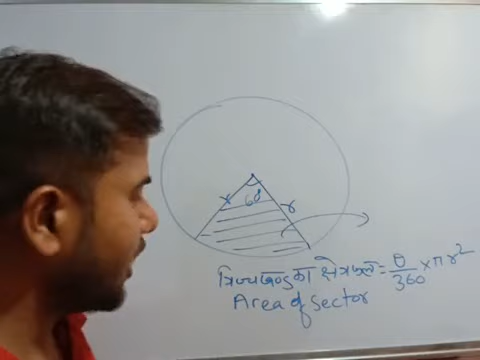 60°
r r
त्रिज्यखण्ड का क्षेत्रफल = θ/360 × πr²
Area of Sector